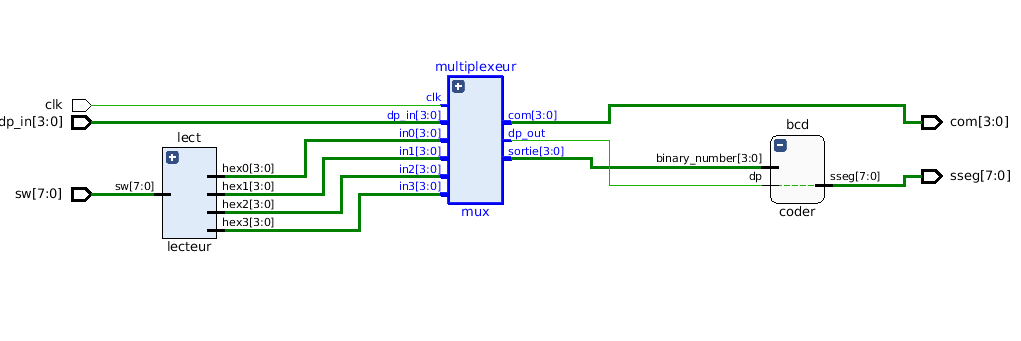 multiplexeur
clk
clk
dp_in[3:0]
dp_in[3:0]
com[3:0]
com[3:0]
bcd
lect
in0[3:0]
dp_out
in1[3:0]
sortie[3:0]
binary_number[3:0]
hex0[3:0]
in2[3:0]
dp
sseg[7:0]
sseg[7:0]
sw[7:0]
sw[7:0]
hex1[3:0]
in3[3:0]
hex2[3:0]
mux
coder
hex3[3:0]
lecteur